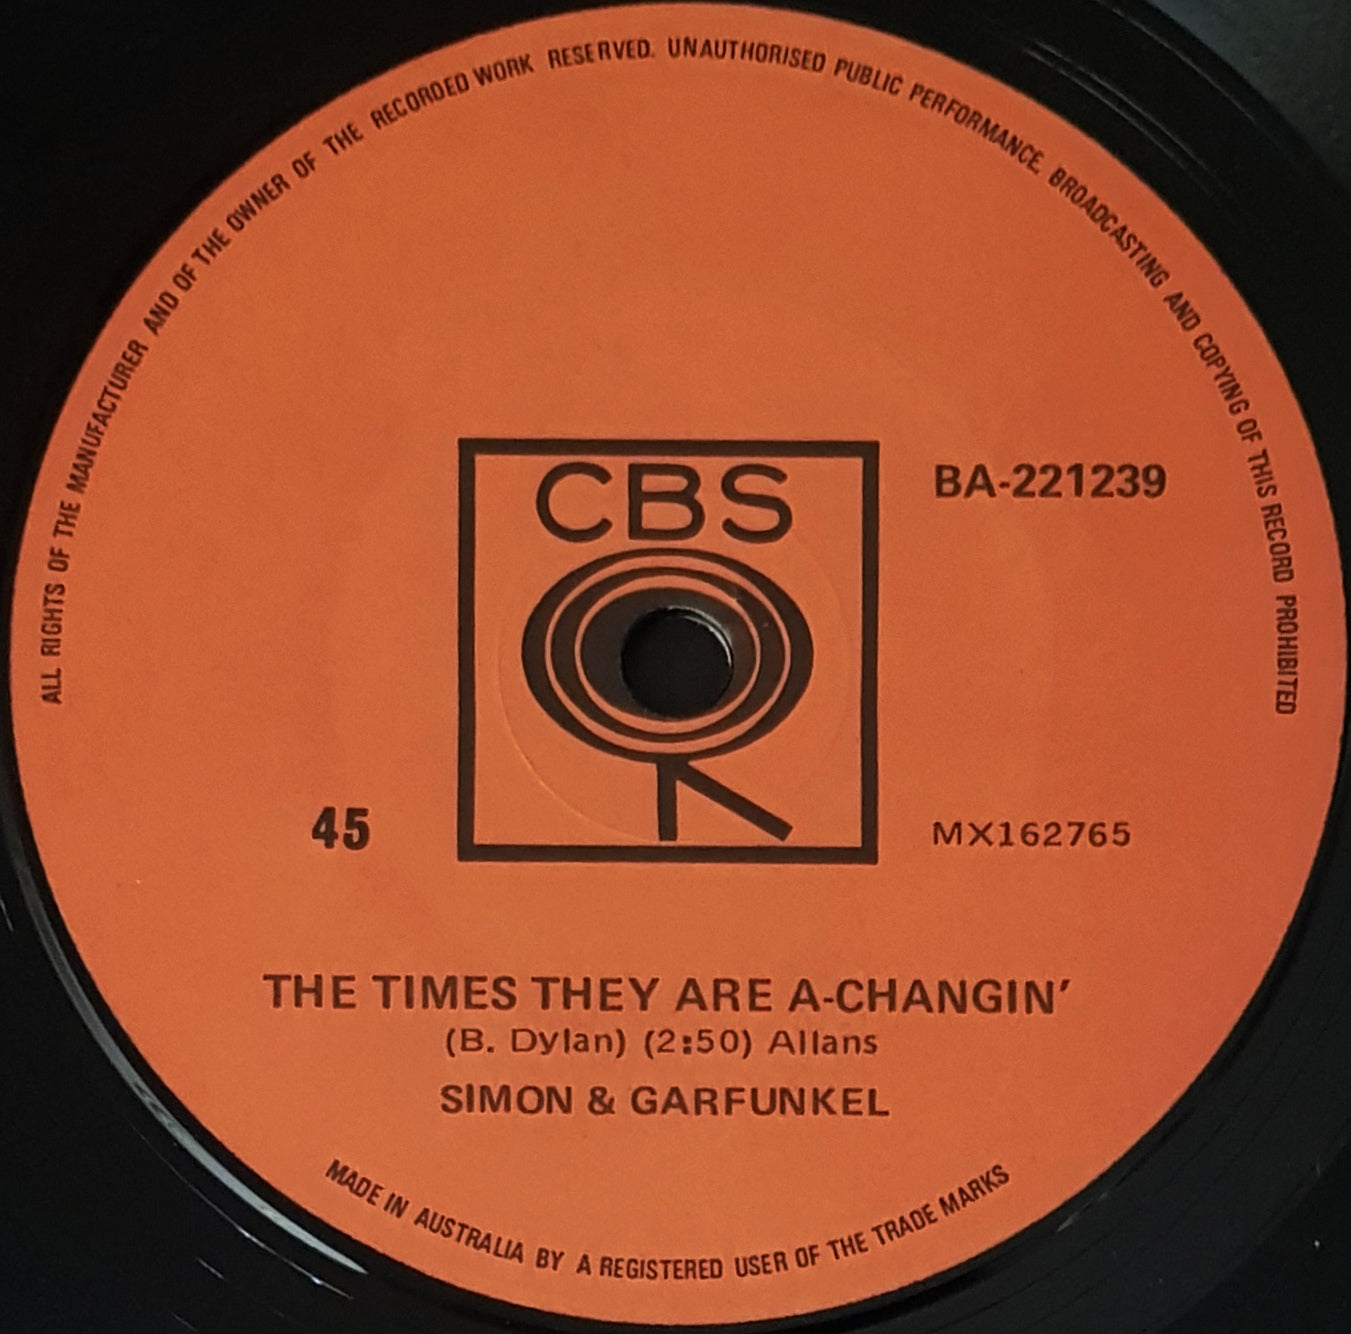 ALL RIGHTS OF THE MANUFACTURER AND OF THE OWNER OF THE RECORDED WORK RESERVED. UNAUTHORISED PUBLIC PERFORMANCE, BROADCASTING AND COPYING OF THIS RECORD PROHIBITED
CBS
BA-221239
45
MX162765
THE TIMES THEY ARE A-CHANGIN'
(B. Dylan) (2:50) Allans
SIMON & GARFUNKEL
MADE IN AUSTRALIA BY A REGISTERED USER OF THE TRADE MARKS